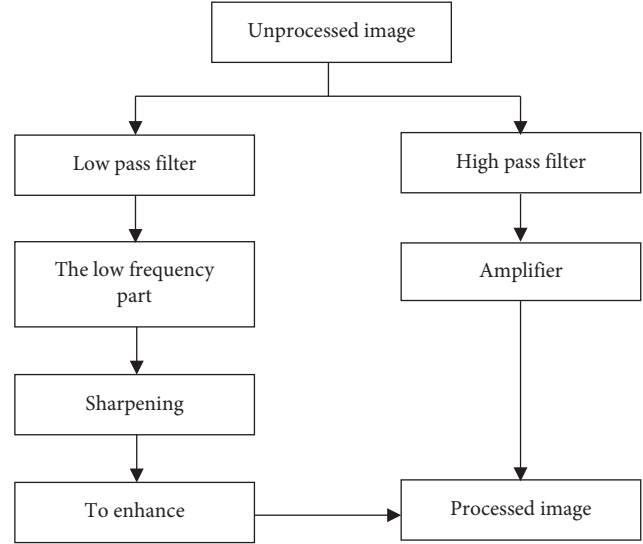 Unprocessed image
Low pass filter
High pass filter
The low frequency
part
Amplifier
Sharpening
To enhance
Processed image